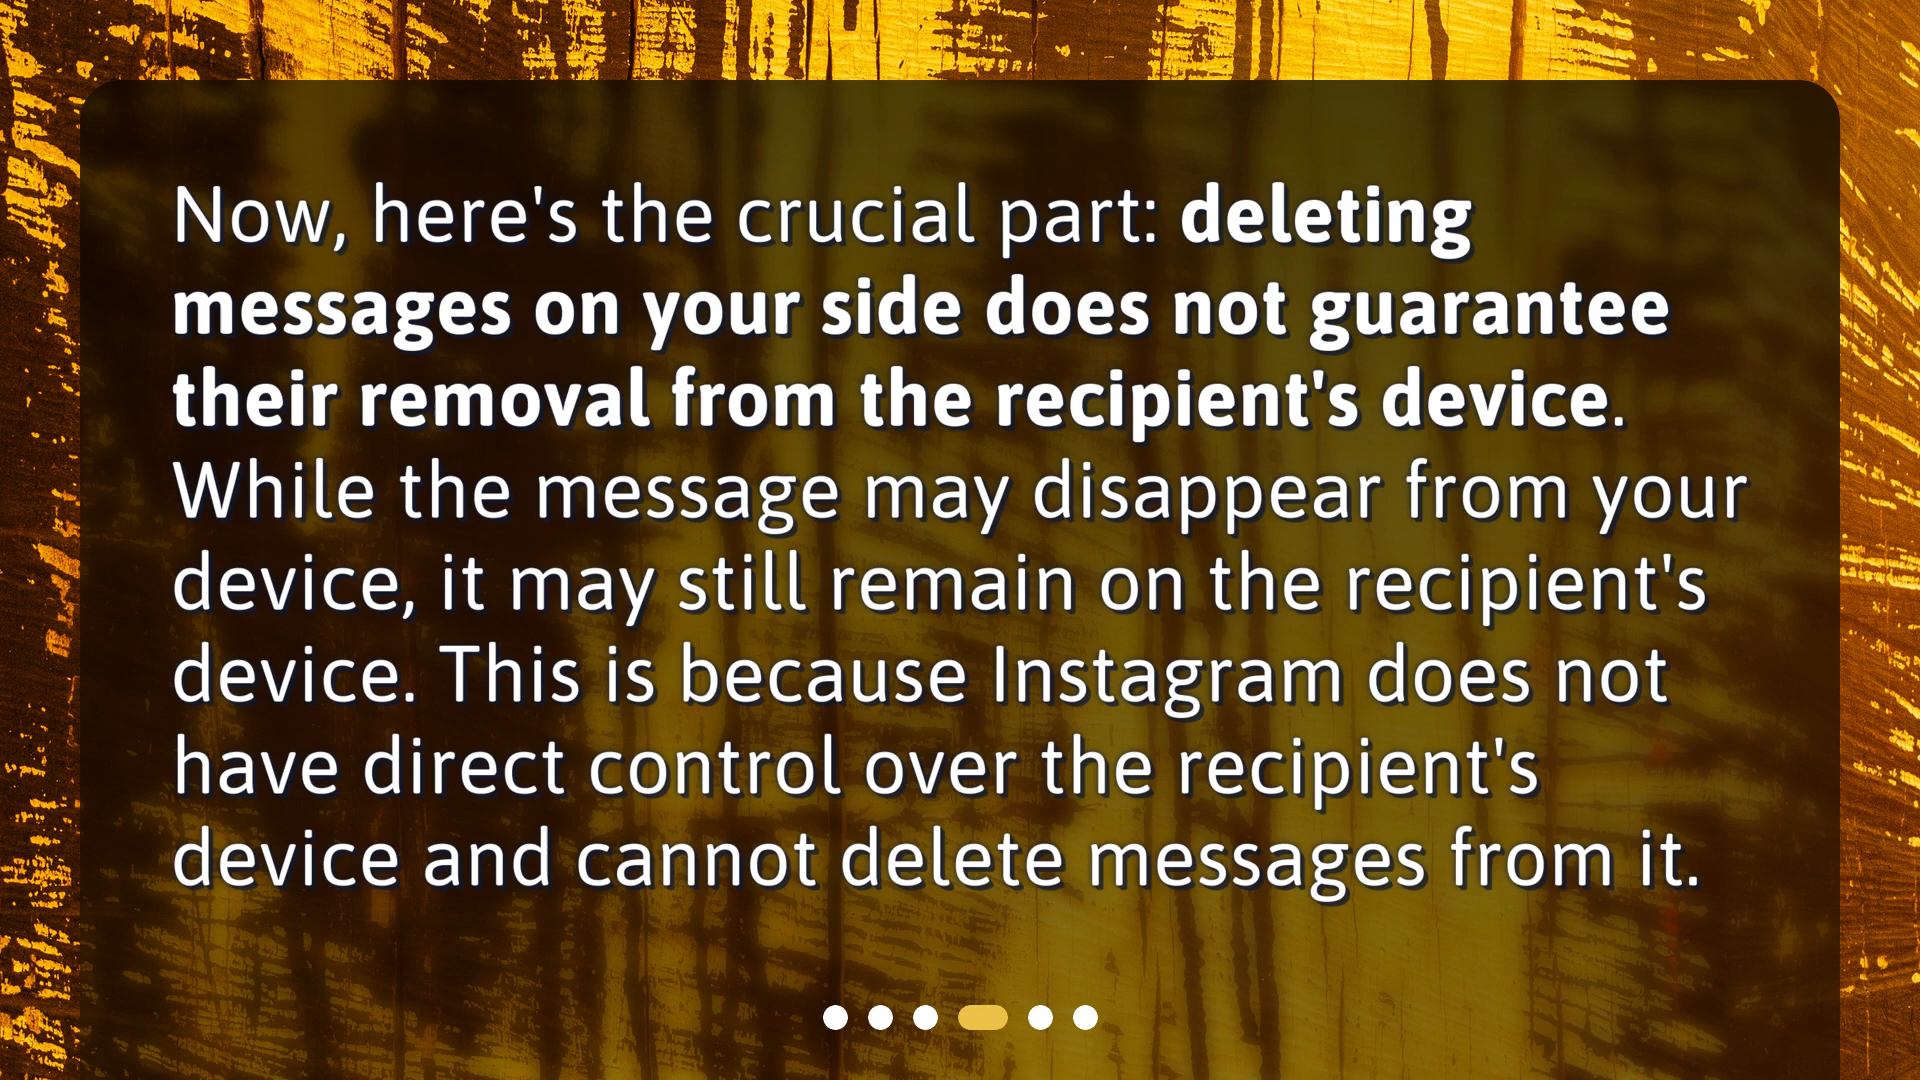 Now, here's the crucial part: deleting
messages on your side does not guarantee
their removal from the recipient's device.
While the message may disappear from your
device, it may still remain on the recipient's
device. This is because Instagram does not
have direct control over the recipient's
device and cannot delete messages from it.